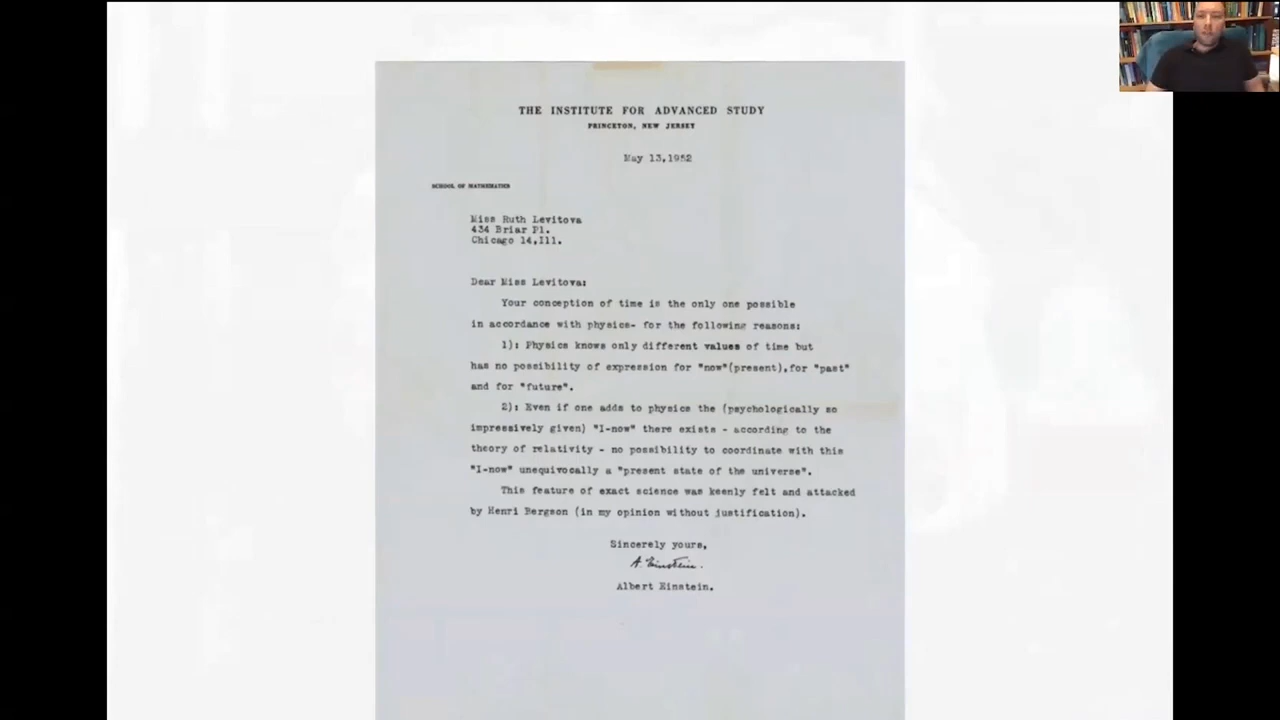 THE INSTITUTE FOR ADVANCED STUDY
PRINCETON, NEW JERSEY
May 13,1952
SCHOOL OF MATHEMATICS
Miss Ruth Levitova
434 Briar Pl.
Chicago 14,Ill.
Dear Miss Levitova:
Your conception of time is the only one possible
in accordance with physics- for the following reasons:
1): Physics knows only different values of time but
has no possibility of expression for "now"(present),for "past"
and for "future".
2): Even if one adds to physics the (psychologically so
impressively given) "I-now" there exists - according to the
theory of relativity - no possibility to coordinate with this
"I-now" unequivocally a "present state of the universe".
This feature of exact science was keenly felt and attacked
by Henri Bergson (in my opinion without justification).
Sincerely yours,
A. Einstein.
Albert Einstein.